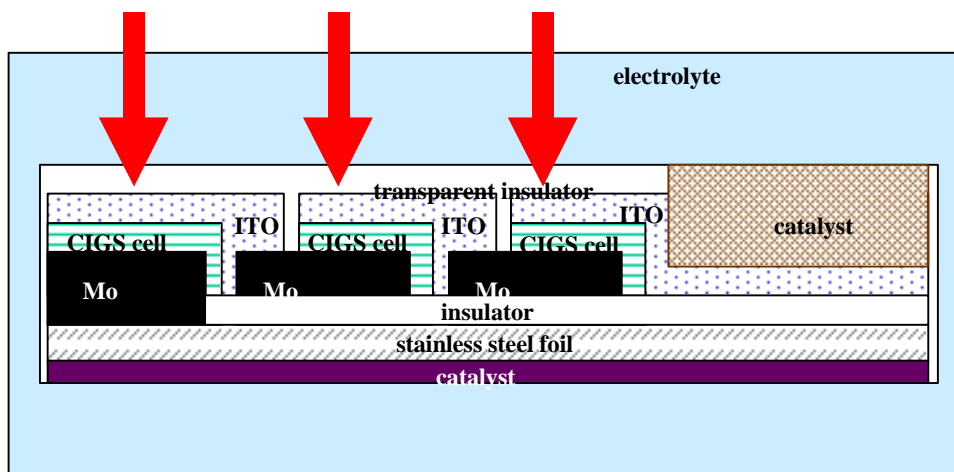 electrolyte
transparent insulator
ITO
ITO
ITO
CIGS cell
CIGS cell
CIGS cell
catalyst
Mo
Mo
Mo
insulator
stainless steel foil
catalyst